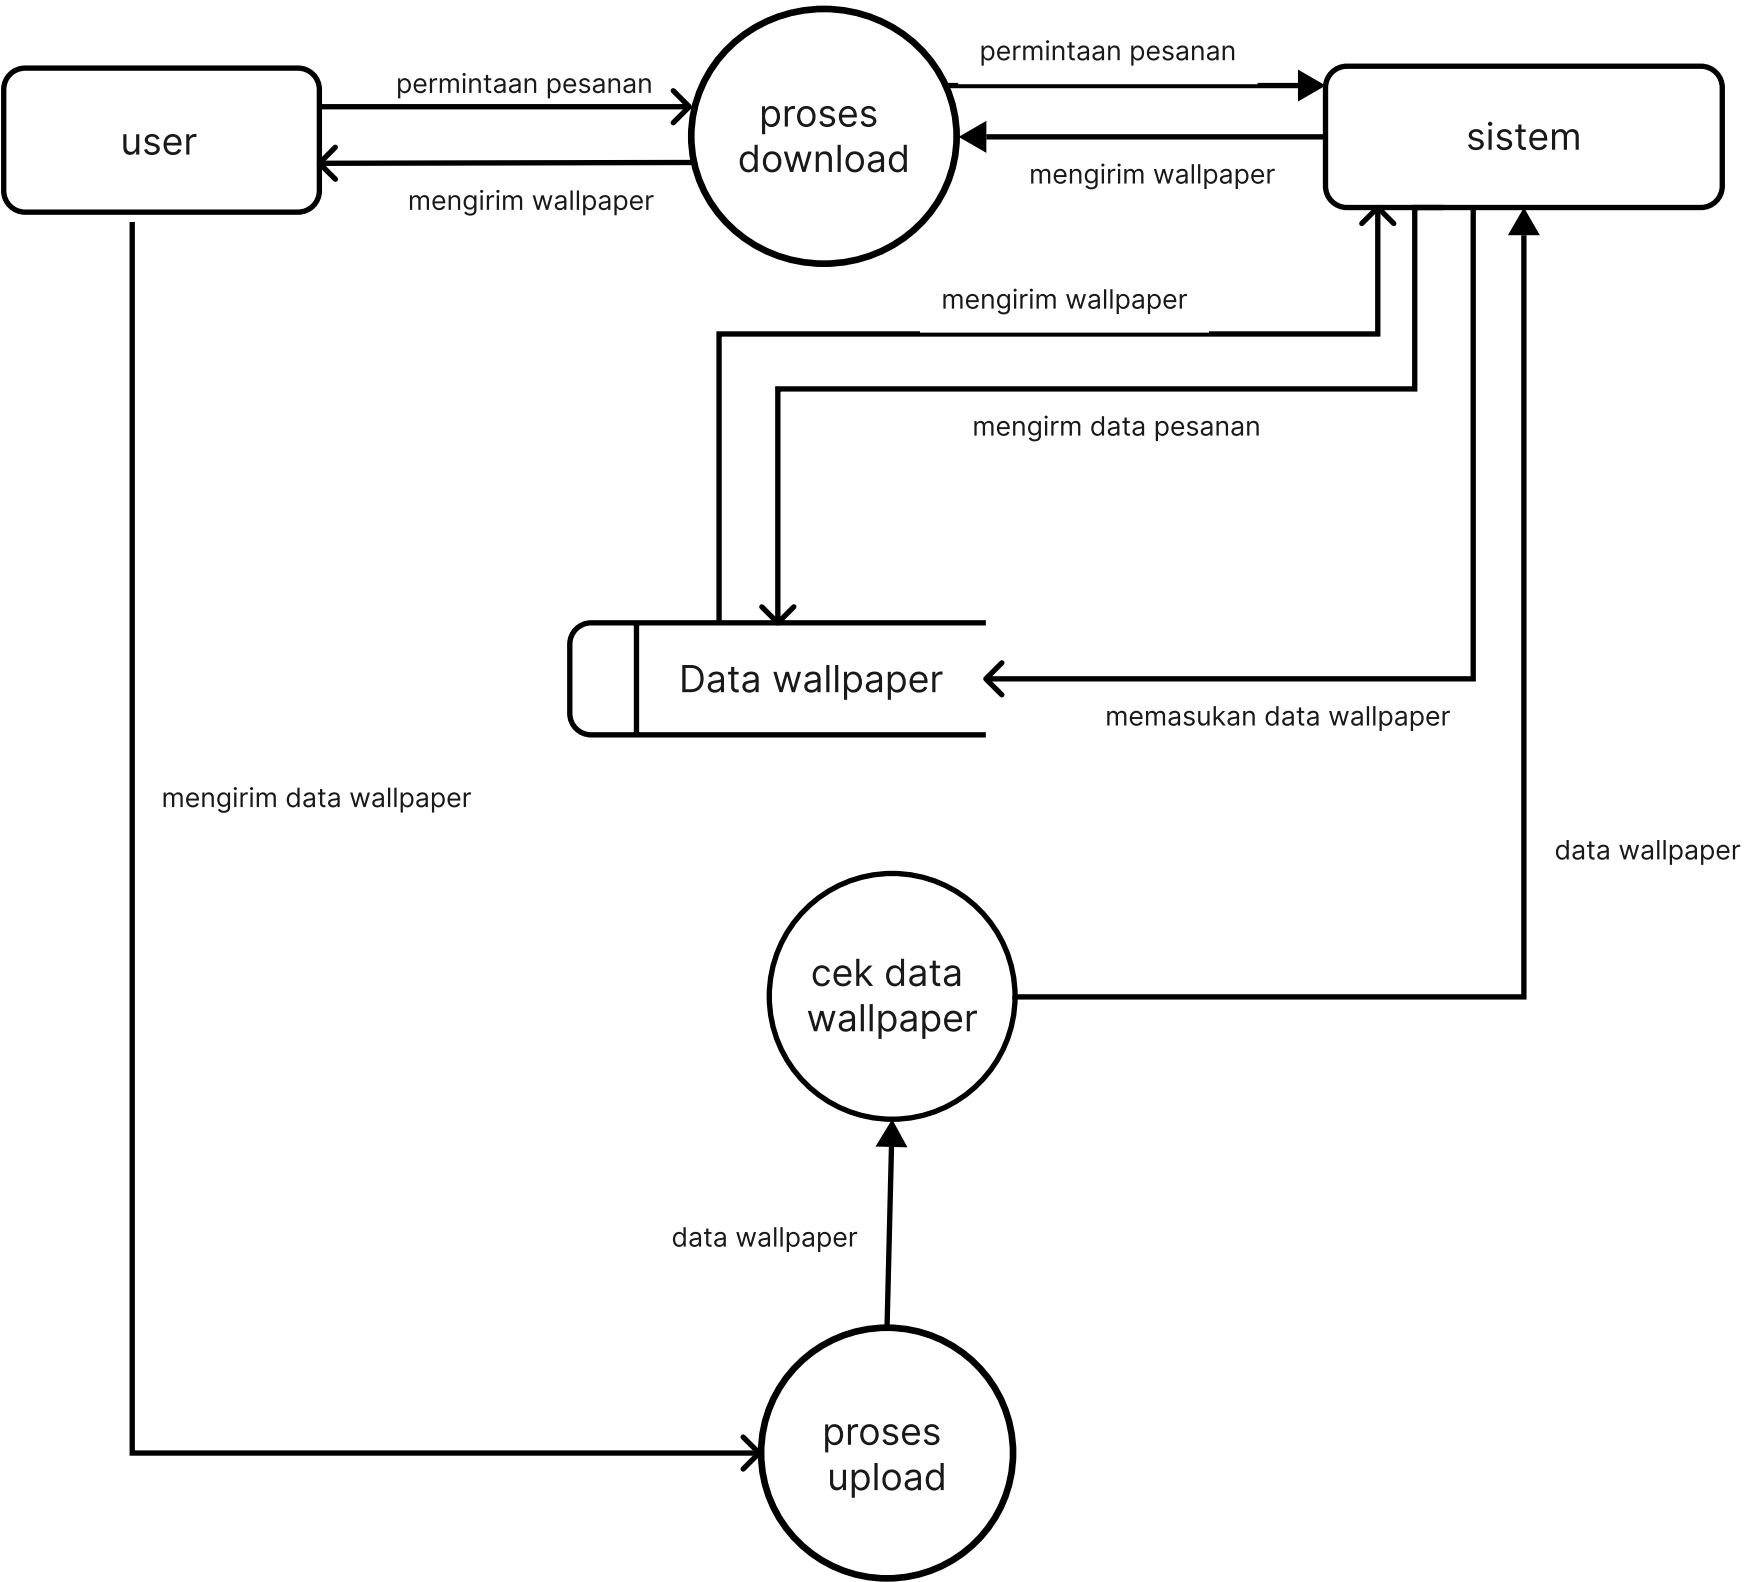 permintaan pesanan
permintaan pesanan
user
proses
download
sistem
mengirim wallpaper
mengirim wallpaper
mengirim wallpaper
mengirm data pesanan
Data wallpaper
memasukan data wallpaper
mengirim data wallpaper
data wallpaper
cek data
wallpaper
data wallpaper
proses
upload